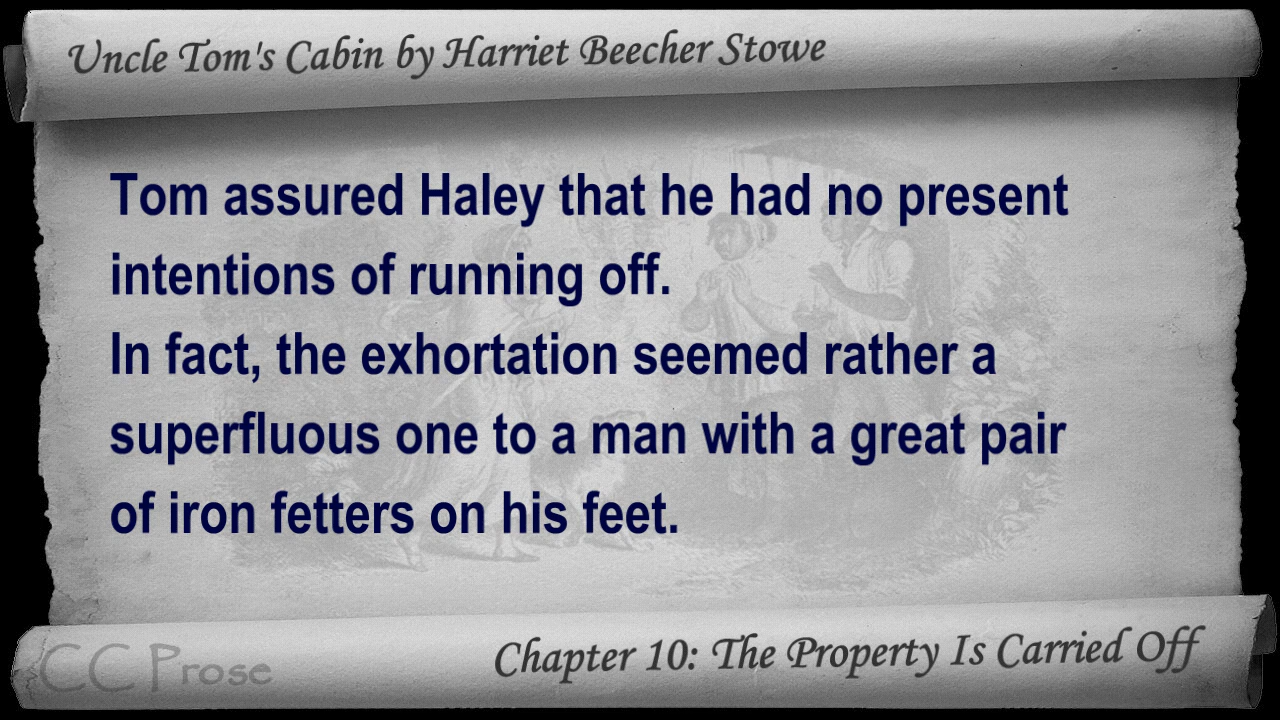 Uncle Tom's Cabin by Harriet Beecher Stowe
Tom assured Haley that he had no present
intentions of running off.
In fact, the exhortation seemed rather a
superfluous one to a man with a great pair
of iron fetters on his feet.
CC Prose
Chapter 10: The Property Is Carried Off